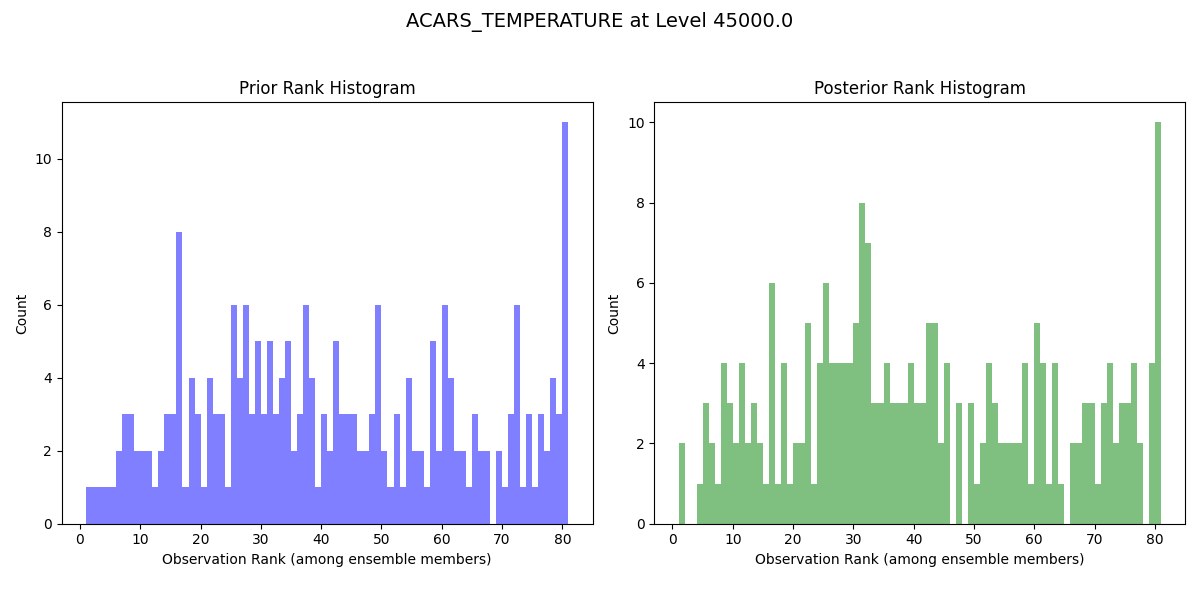 ACARS_TEMPERATURE at Level 45000.0
Prior Rank Histogram
Count
10
8
6
4
2
0
0 10 20 30 40 50 60 70 80
Observation Rank (among ensemble members)
Posterior Rank Histogram
Count
10
8
6
4
2
0
0 10 20 30 40 50 60 70 80
Observation Rank (among ensemble members)